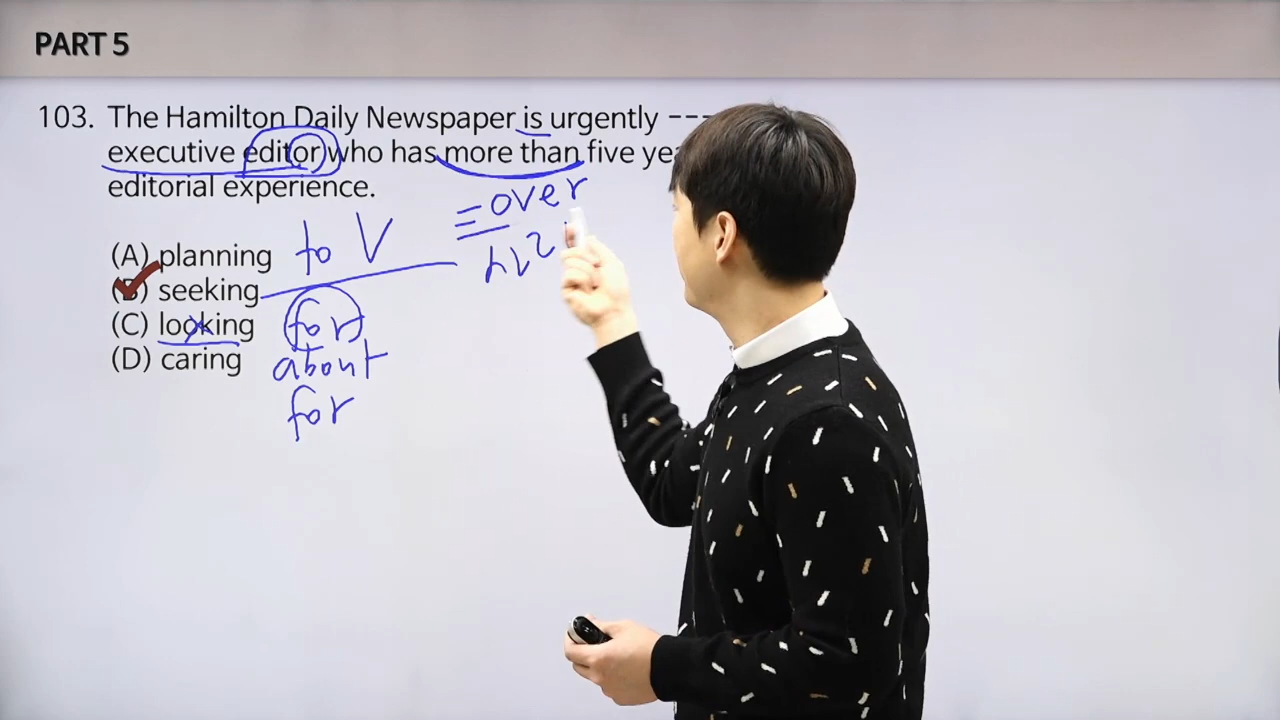 PART 5
103. The Hamilton Daily Newspaper is urgently ---
executive editor who has more than five yea
editorial experience.
= over
(A) planning to V
(B) seeking
(C) looking for
(D) caring about
for